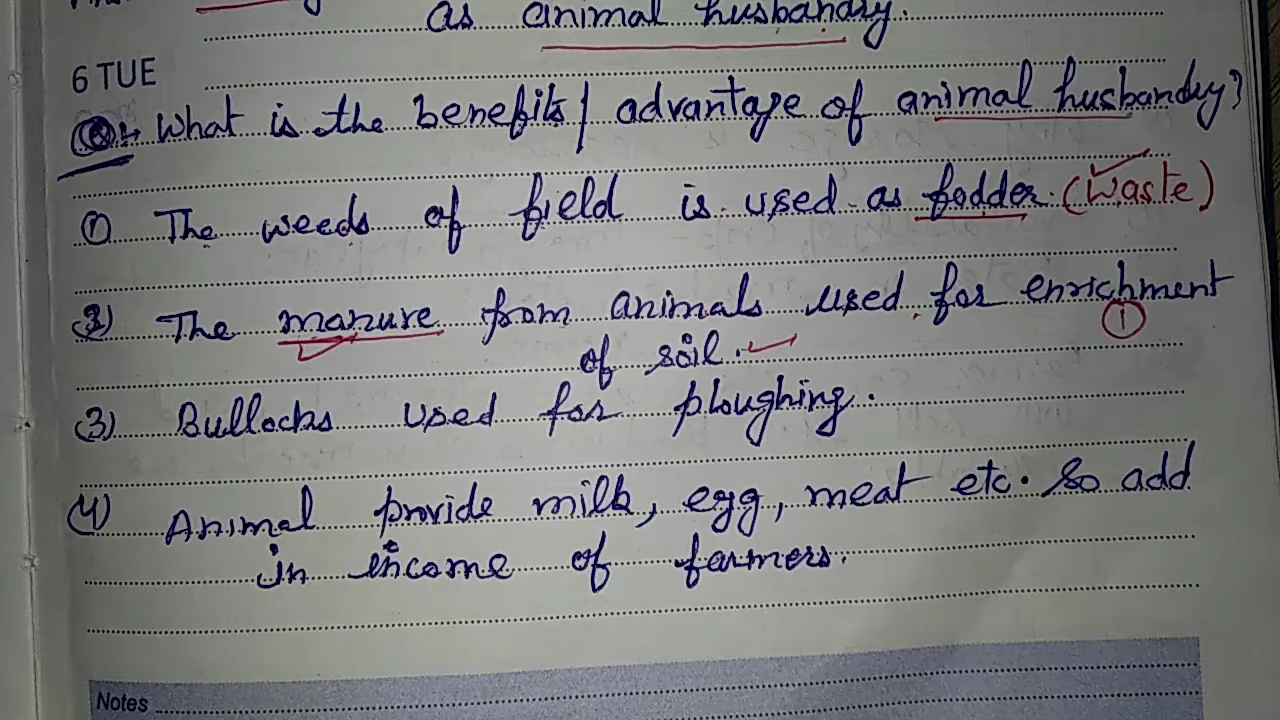 as animal husbandry.
6 TUE
Q:- What is the benefits/ advantage of animal husbandry?
① The weeds of field is used as fodder. (Waste)
2) The manure from animals used for enrichment
①
of soil.
3) Bullocks used for ploughing.
4) Animal provide milk, egg, meat etc. So add
in income of farmers.
Notes